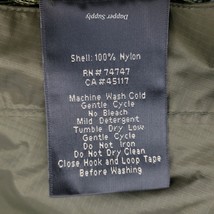 Dapper Supply
Shell: 100% Nylon
RN# 74747
CA# 45117
Machine Wash Cold
Gentle Cycle
No Bleach
Mild Detergent
Tumble Dry Low
Gentle Cycle
Do Not Iron
Do Not Dry Clean
Close Hook and Loop Tape
Before Washing